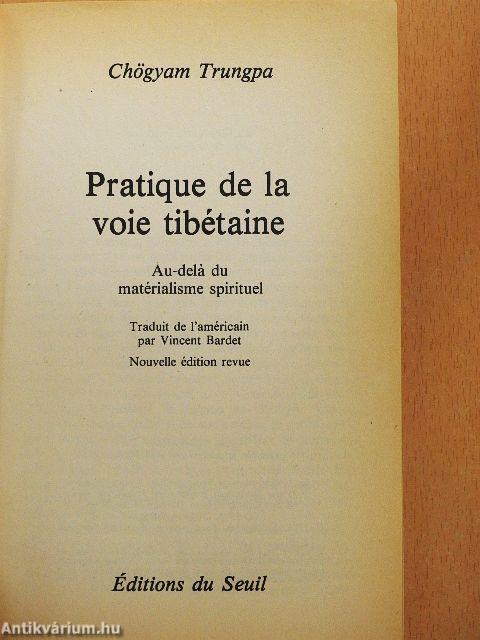 Chögyam Trungpa
Pratique de la
voie tibétaine
Au-delà du
matérialisme spirituel
Traduit de l'américain
par Vincent Bardet
Nouvelle édition revue
Éditions du Seuil
Antikvárium.hu